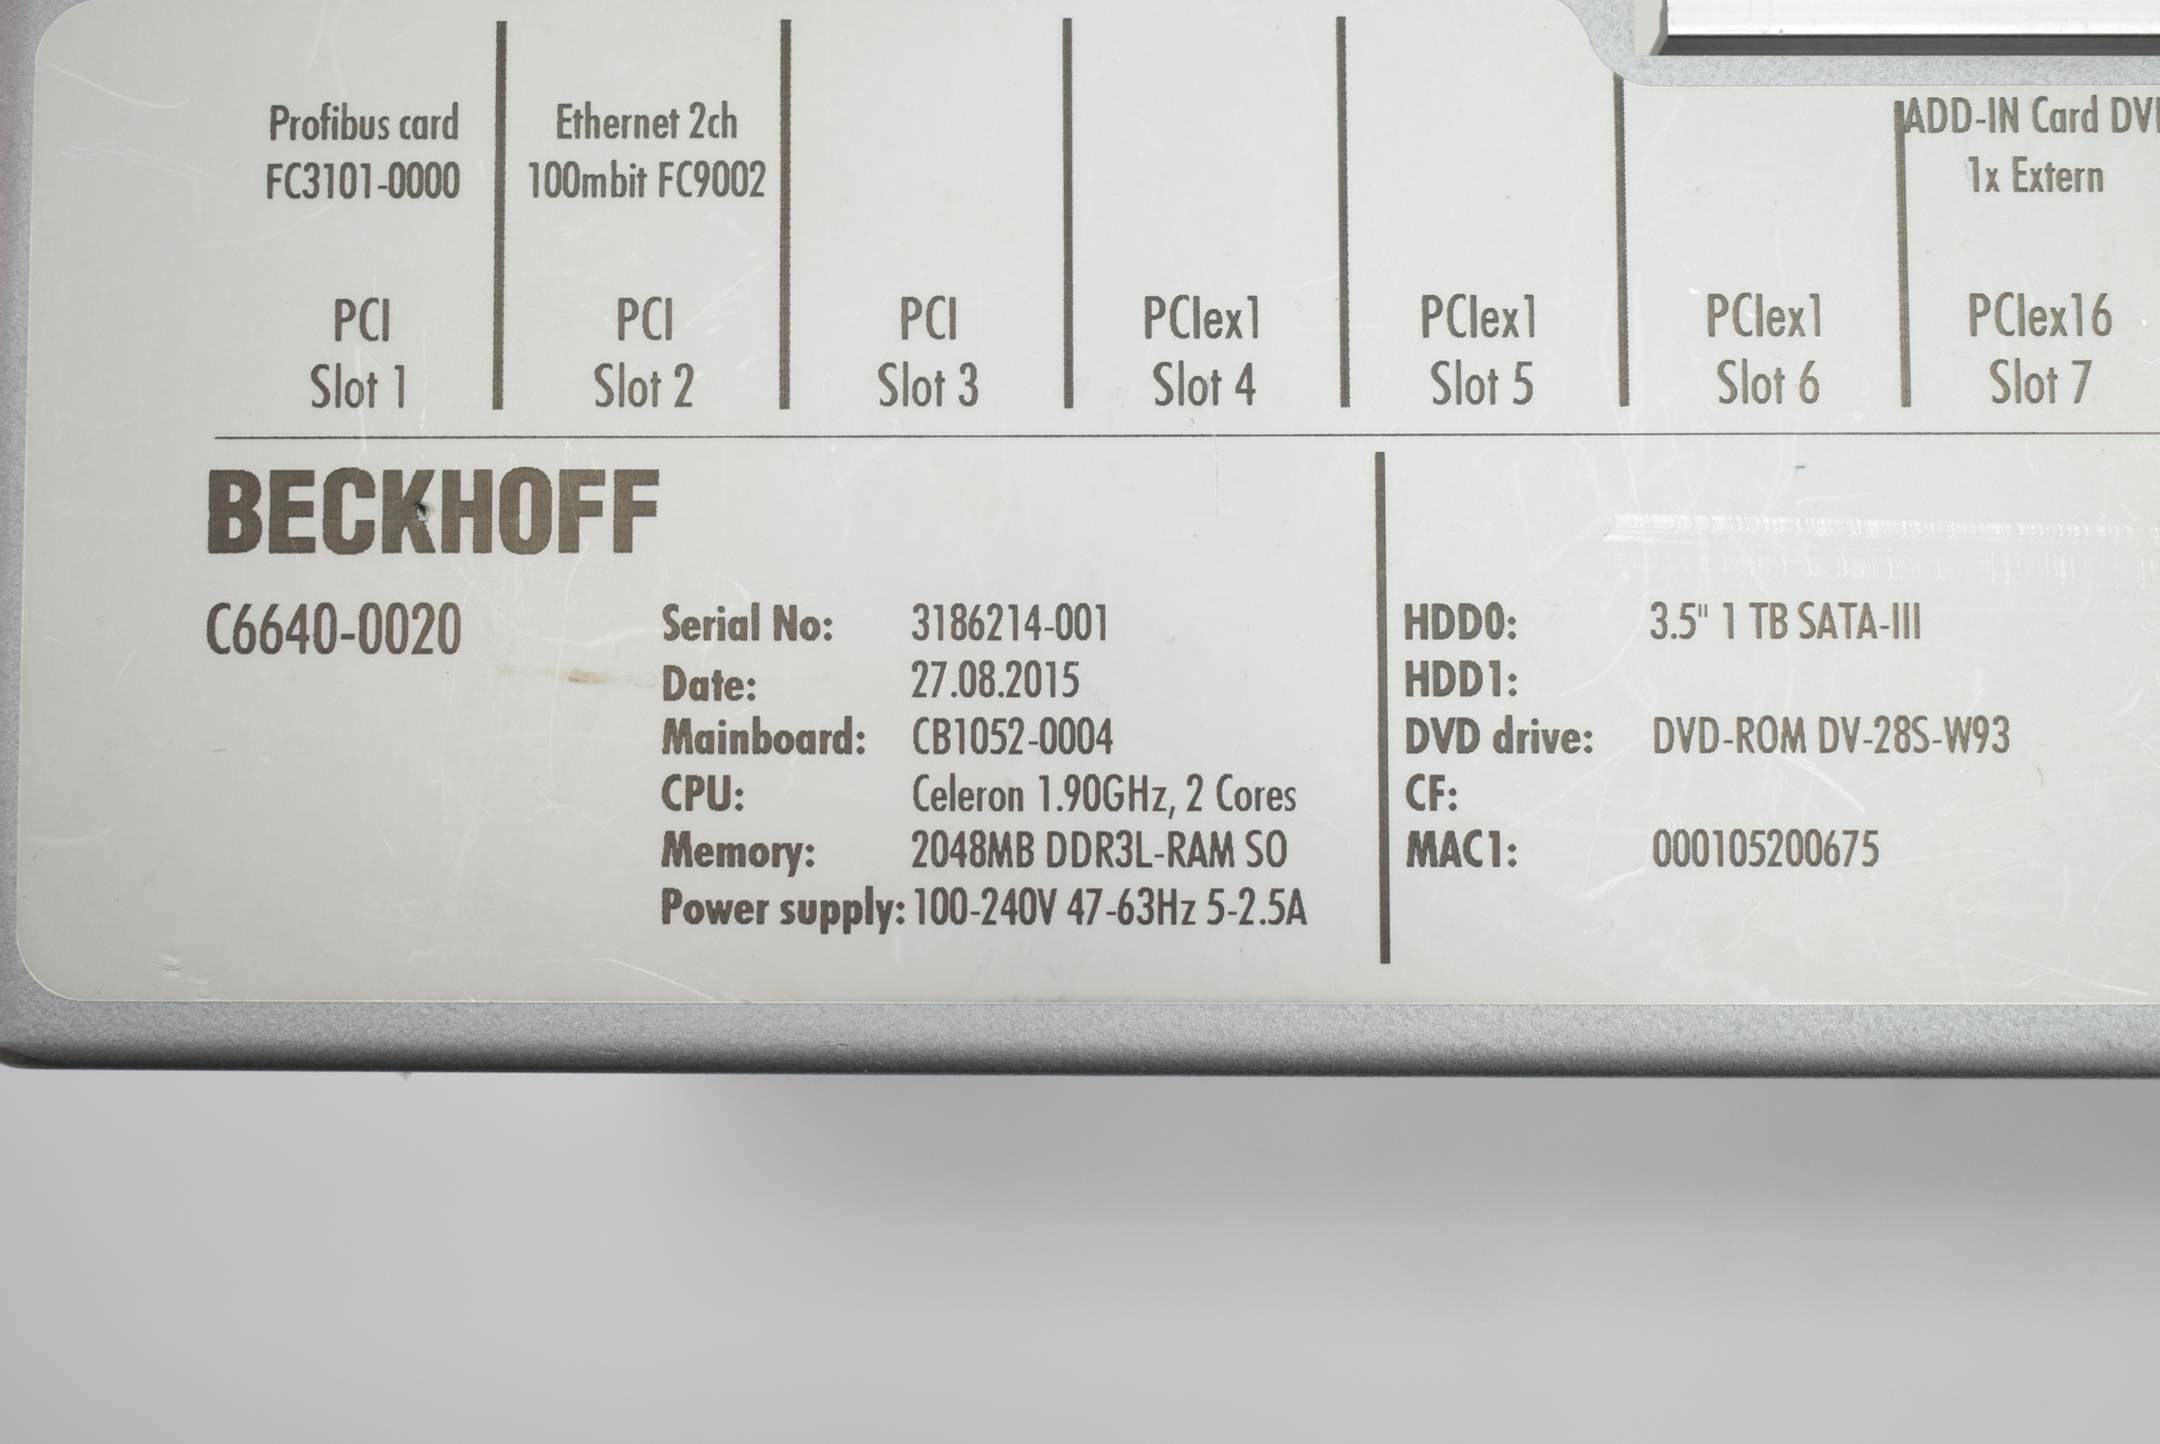 Profibus card
FC3101-0000
PCI
Slot 1
Ethernet 2ch
100mbit FC9002
PCI
Slot 2
PCI
Slot 3
PCIex1
Slot 4
PCIex1
Slot 5
PCIex1
Slot 6
ADD-IN Card DVI
1x Extern
PCIex16
Slot 7
BECKHOFF
C6640-0020
Serial No: 3186214-001
Date: 27.08.2015
Mainboard: CB1052-0004
CPU: Celeron 1.90GHz, 2 Cores
Memory: 2048MB DDR3L-RAM SO
Power supply: 100-240V 47-63Hz 5-2.5A
HDD0: 3.5" 1 TB SATA-III
HDD1:
DVD drive: DVD-ROM DV-28S-W93
CF:
MAC1: 000105200675